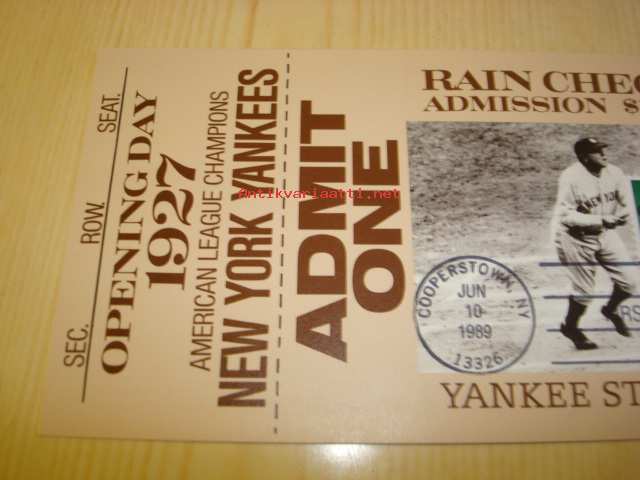 SEC. ROW. SEAT.
OPENING DAY
1927
AMERICAN LEAGUE CHAMPIONS
NEW YORK YANKEES
ADMIT
ONE
RAIN CHEC
ADMISSION $
NEW YORK
COOPERSTOWN, NY
JUN
10
1989
13326
RS
YANKEE ST
Antikvariaatti.net